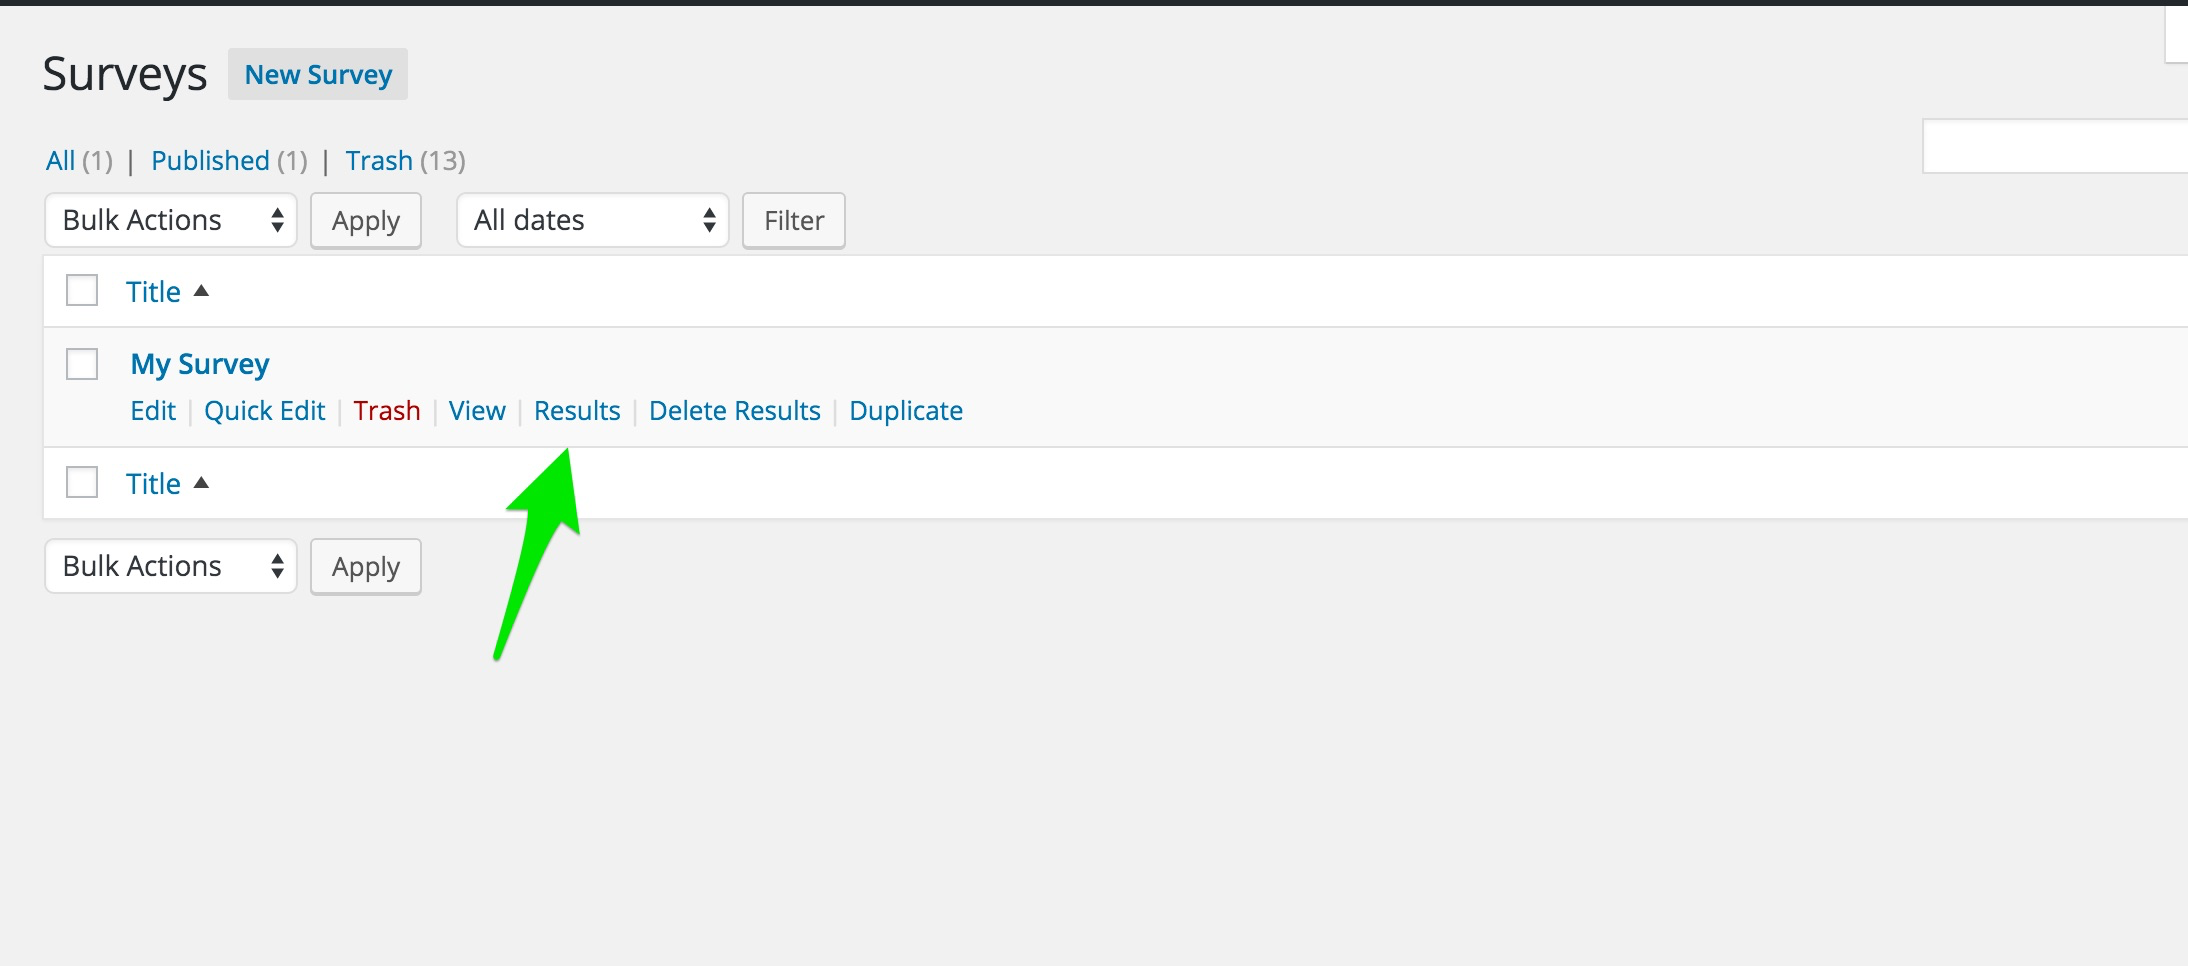 Surveys New Survey
All (1) | Published (1) | Trash (13)
Bulk Actions Apply All dates Filter
Title
My Survey
Edit | Quick Edit | Trash | View | Results | Delete Results | Duplicate
Title
Bulk Actions Apply